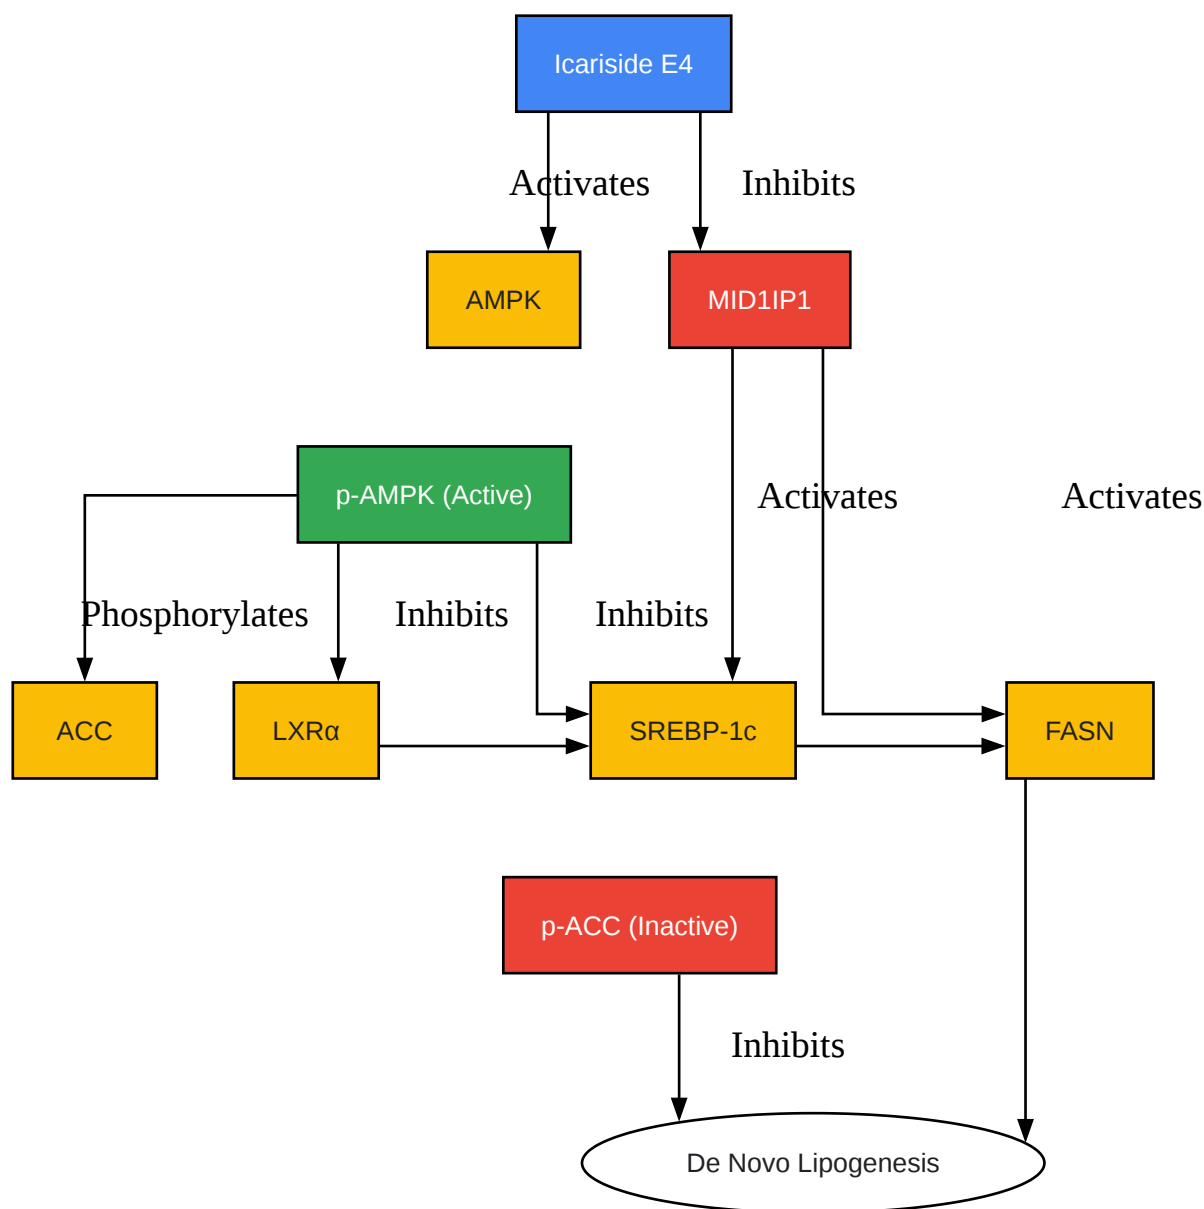 Icariside E4
Activates
Inhibits
AMPK
MID1IP1
p-AMPK (Active)
Activates
Activates
Phosphorylates
Inhibits
Inhibits
ACC
LXRα
SREBP-1c
FASN
p-ACC (Inactive)
Inhibits
De Novo Lipogenesis